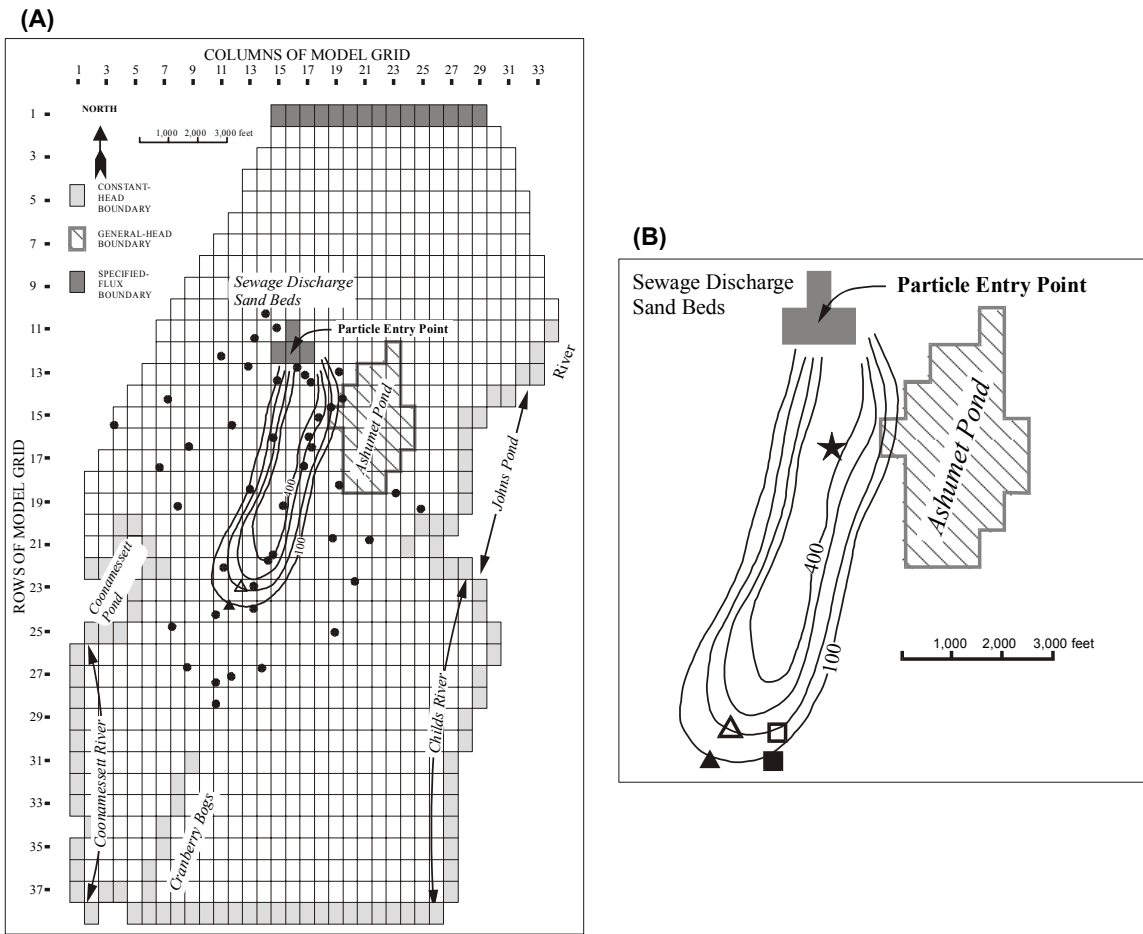 (A)
COLUMNS OF MODEL GRID
1 3 5 7 9 11 13 15 17 19 21 23 25 27 29 31 33
ROWS OF MODEL GRID
1
3
5
7
9
11
13
15
17
19
21
23
25
27
29
31
33
35
37
NORTH
1,000 2,000 3,000 feet
CONSTANT-
HEAD
BOUNDARY
GENERAL-HEAD
BOUNDARY
SPECIFIED-
FLUX
BOUNDARY
Sewage Discharge
Sand Beds
Particle Entry Point
River
Ashumet Pond
Johns Pond
400
100
Coonamessett
Pond
Coonamessett River
Cranberry Bogs
Childs River
(B)
Sewage Discharge
Sand Beds
Particle Entry Point
Ashumet Pond
400
100
1,000 2,000 3,000 feet